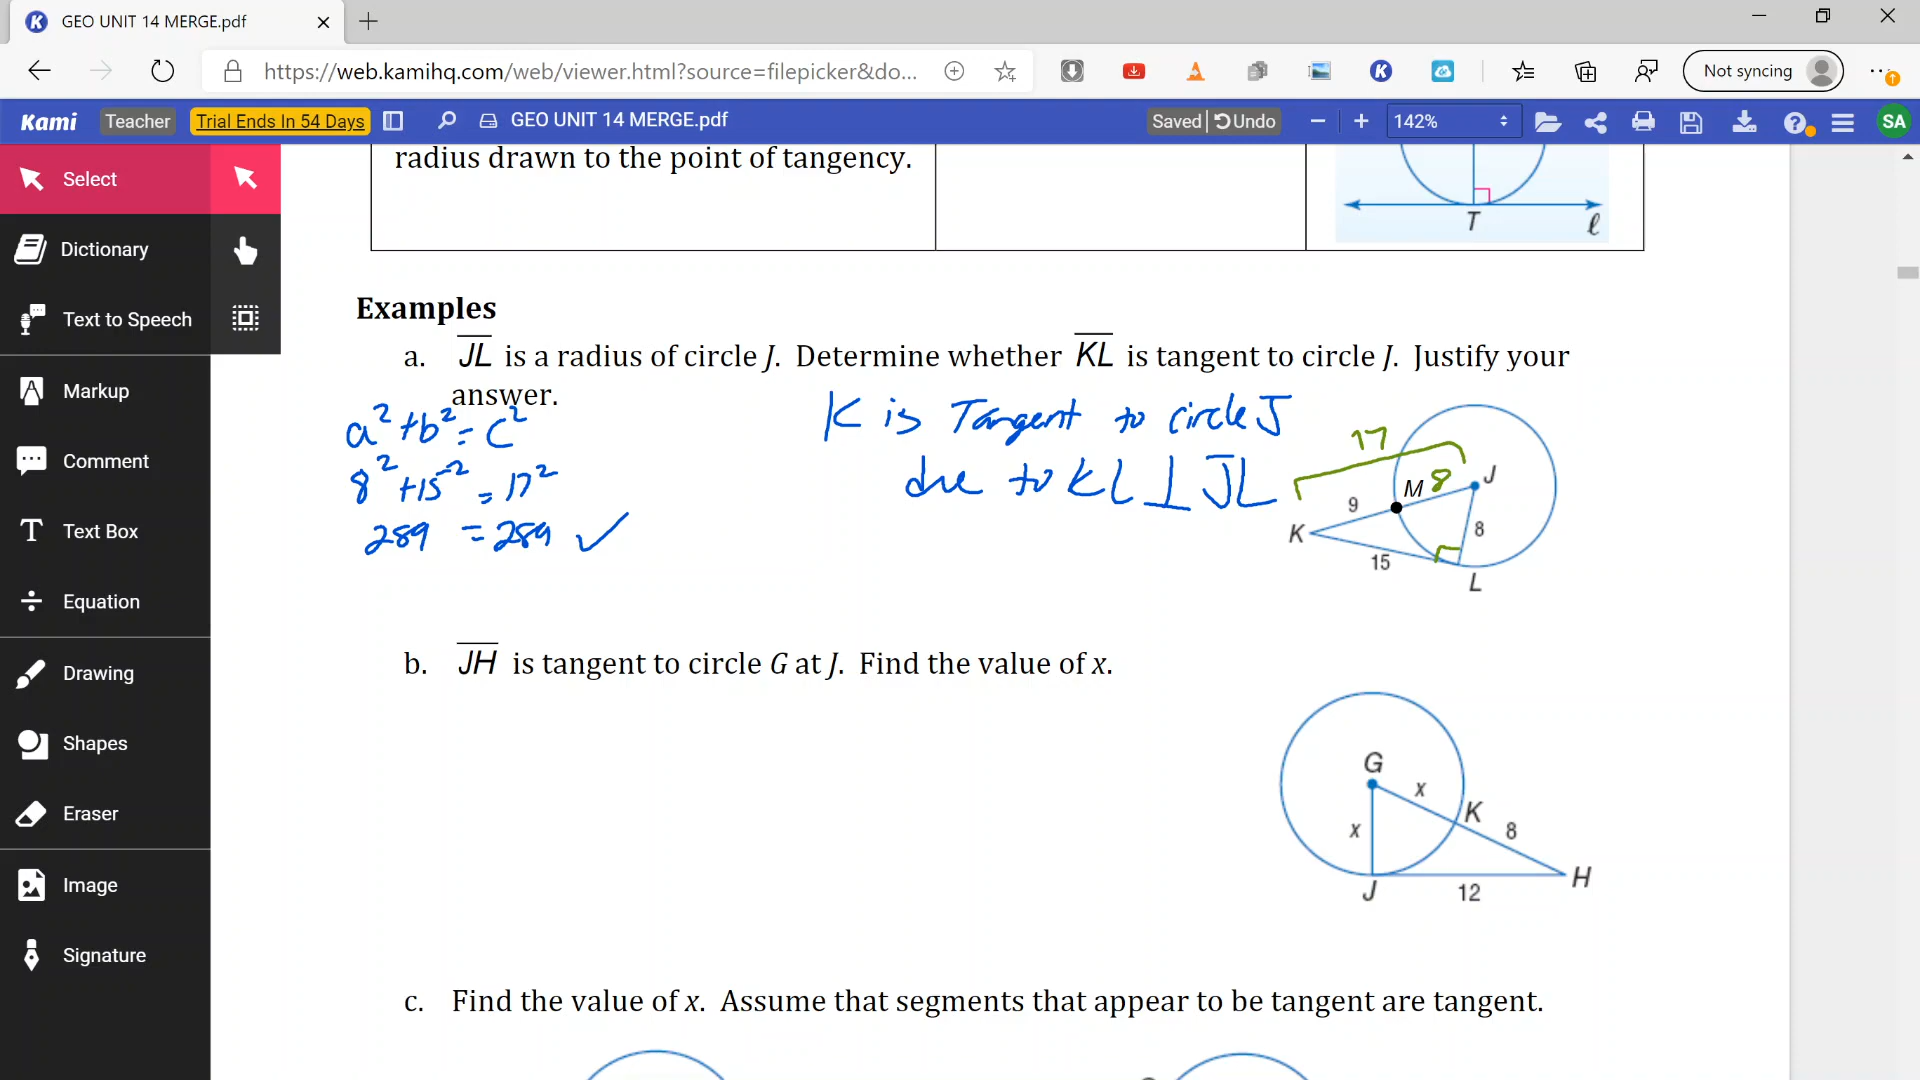 GEO UNIT 14 MERGE.pdf
https://web.kamihq.com/web/viewer.html?source=filepicker&do...
Not syncing
Kami Teacher Trial Ends In 54 Days GEO UNIT 14 MERGE.pdf Saved Undo 142% SA
Select
Dictionary
Text to Speech
Markup
Comment
Text Box
Equation
Drawing
Shapes
Eraser
Image
Signature
radius drawn to the point of tangency.
T
ℓ
Examples
a. JL is a radius of circle J. Determine whether KL is tangent to circle J. Justify your
answer.
a² + b² = c²
8² + 15² = 17²
289 = 289 ✓
K is Tangent to circle J
due to KL ⊥ JL
17
M 8 J
9
K
8
15
L
b. JH is tangent to circle G at J. Find the value of x.
G
x
K
x
8
H
J
12
c. Find the value of x. Assume that segments that appear to be tangent are tangent.